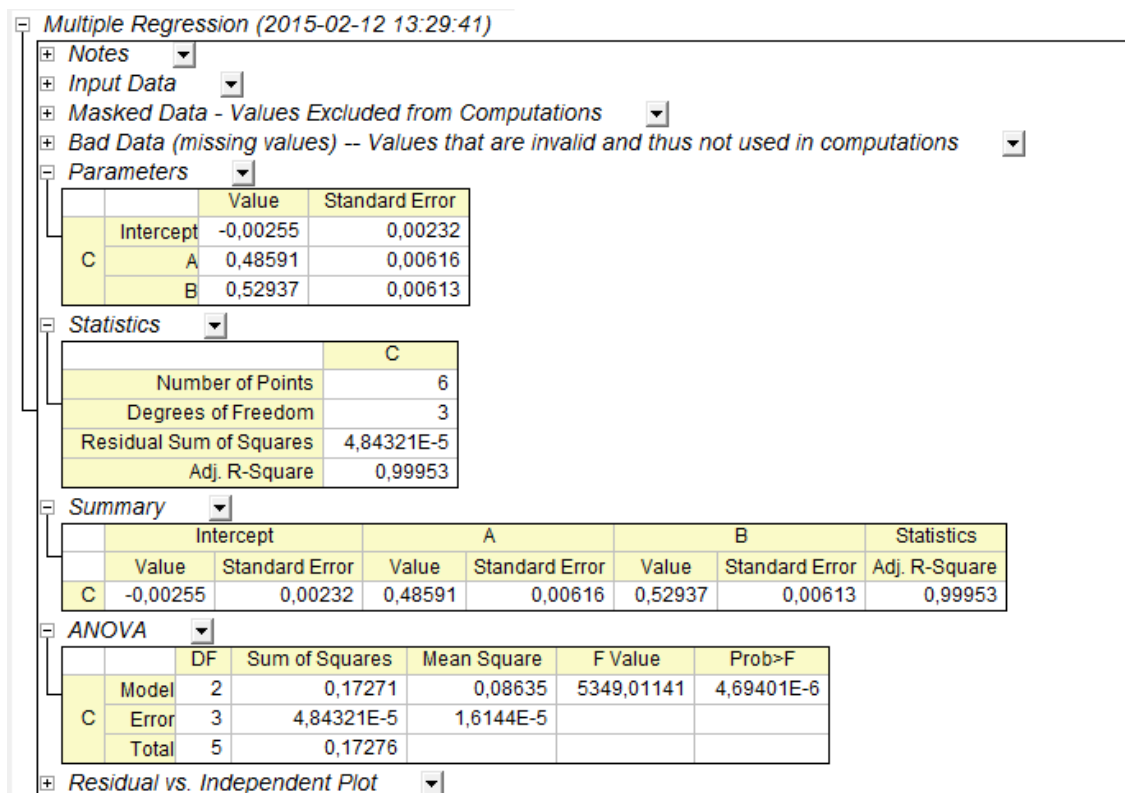 Multiple Regression (2015-02-12 13:29:41)
Notes
Input Data
Masked Data - Values Excluded from Computations
Bad Data (missing values) -- Values that are invalid and thus not used in computations
Parameters
Value Standard Error
Intercept -0,00255 0,00232
C A 0,48591 0,00616
B 0,52937 0,00613
Statistics
C
Number of Points 6
Degrees of Freedom 3
Residual Sum of Squares 4,84321E-5
Adj. R-Square 0,99953
Summary
Intercept A B Statistics
Value Standard Error Value Standard Error Value Standard Error Adj. R-Square
C -0,00255 0,00232 0,48591 0,00616 0,52937 0,00613 0,99953
ANOVA
DF Sum of Squares Mean Square F Value Prob>F
Model 2 0,17271 0,08635 5349,01141 4,69401E-6
C Error 3 4,84321E-5 1,6144E-5
Total 5 0,17276
Residual vs. Independent Plot